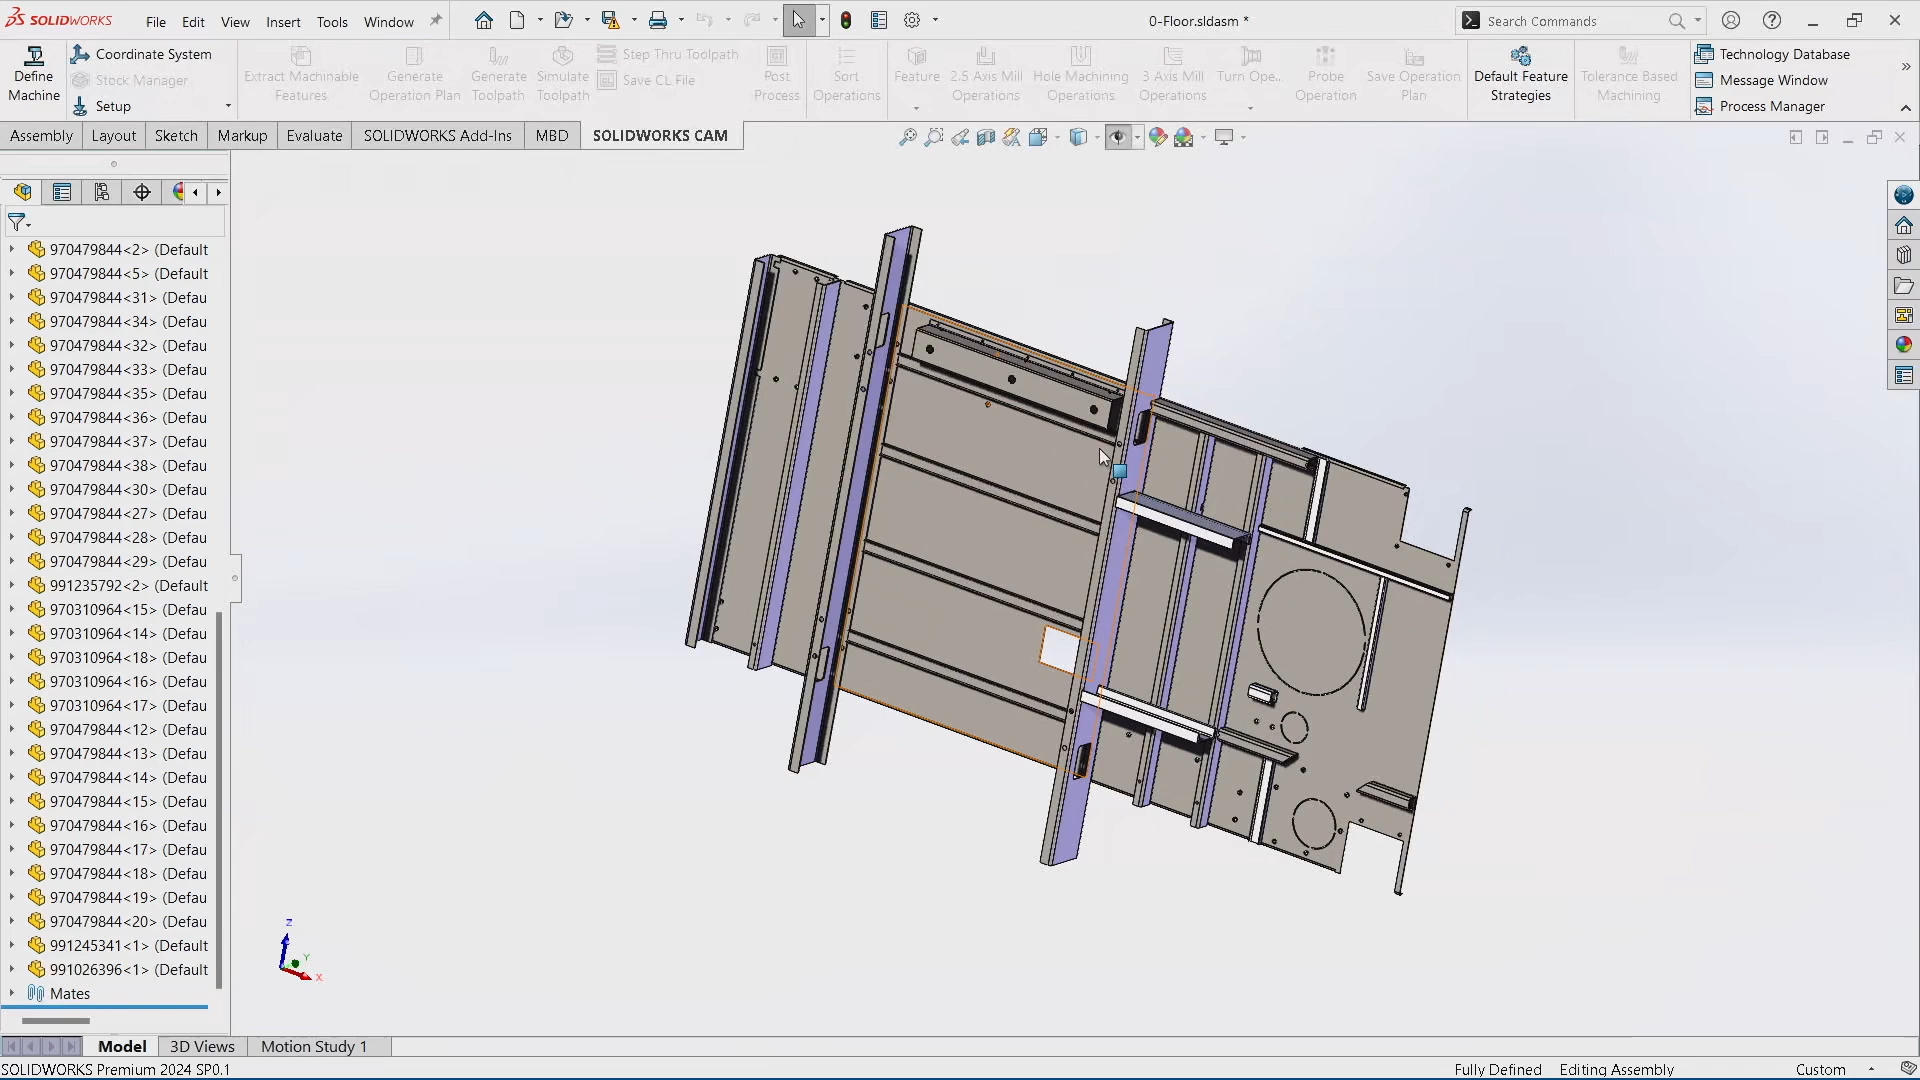 SOLIDWORKS File Edit View Insert Tools Window 0-Floor.sldasm * Search Commands
Define Machine
Coordinate System
Stock Manager
Setup
Extract Machinable Features
Generate Operation Plan
Generate Toolpath
Simulate Toolpath
Step Thru Toolpath
Save CL File
Post Process
Sort Operations
Feature
2.5 Axis Mill Operations
Hole Machining Operations
3 Axis Mill Operations
Turn Ope...
Probe Operation
Save Operation Plan
Default Feature Strategies
Tolerance Based Machining
Technology Database
Message Window
Process Manager
Assembly Layout Sketch Markup Evaluate SOLIDWORKS Add-Ins MBD SOLIDWORKS CAM
970479844<2> (Default
970479844<5> (Default
970479844<31> (Defau
970479844<34> (Defau
970479844<32> (Defau
970479844<33> (Defau
970479844<35> (Defau
970479844<36> (Defau
970479844<37> (Defau
970479844<38> (Defau
970479844<30> (Defau
970479844<27> (Defau
970479844<28> (Defau
970479844<29> (Defau
991235792<2> (Default
970310964<15> (Defau
970310964<14> (Defau
970310964<18> (Defau
970310964<16> (Defau
970310964<17> (Defau
970479844<12> (Defau
970479844<13> (Defau
970479844<14> (Defau
970479844<15> (Defau
970479844<16> (Defau
970479844<17> (Defau
970479844<18> (Defau
970479844<19> (Defau
970479844<20> (Defau
991245341<1> (Default
991026396<1> (Default
Mates
Z
Y
X
Model 3D Views Motion Study 1
SOLIDWORKS Premium 2024 SP0.1 Fully Defined Editing Assembly Custom